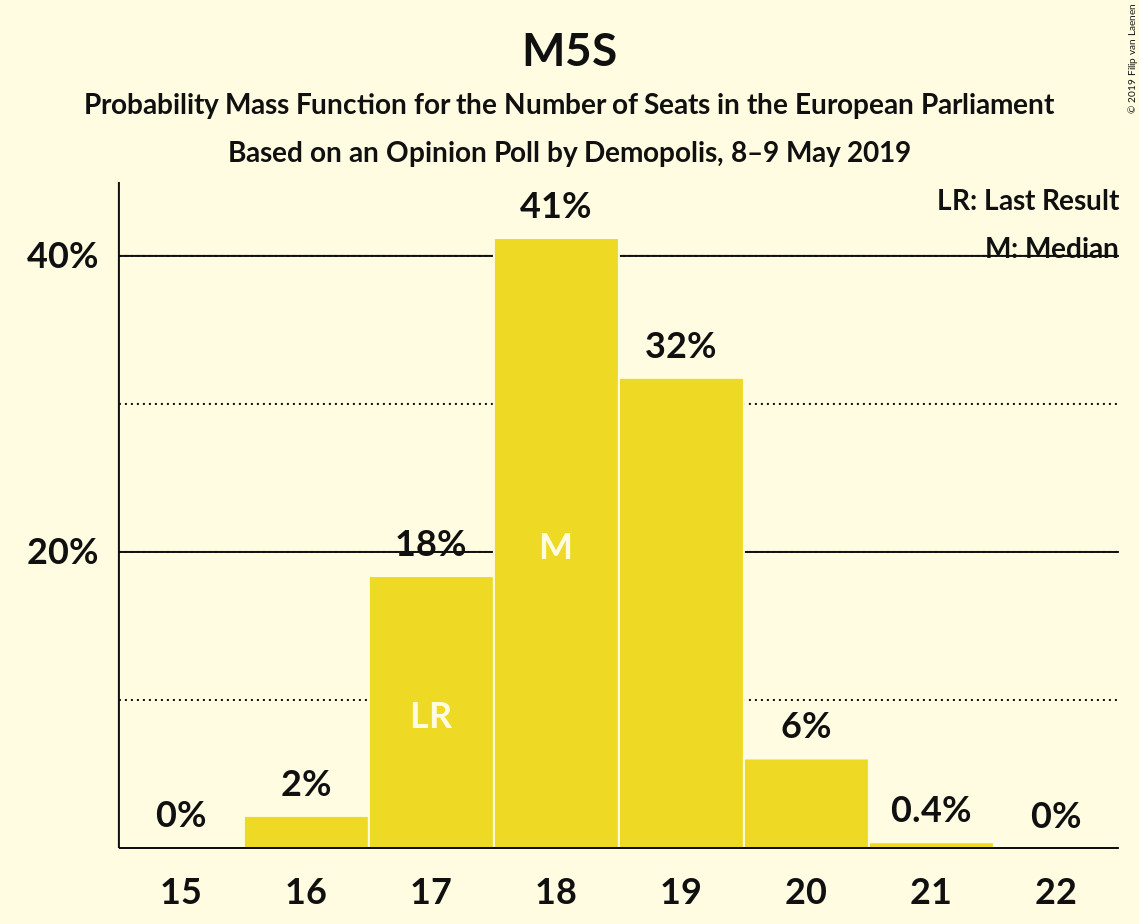 M5S
Probability Mass Function for the Number of Seats in the European Parliament
Based on an Opinion Poll by Demopolis, 8–9 May 2019
© 2019 Filip van Laenen
LR: Last Result
M: Median
40%
20%
0%
2%
18%
41%
32%
6%
0.4%
0%
LR
M
15 16 17 18 19 20 21 22